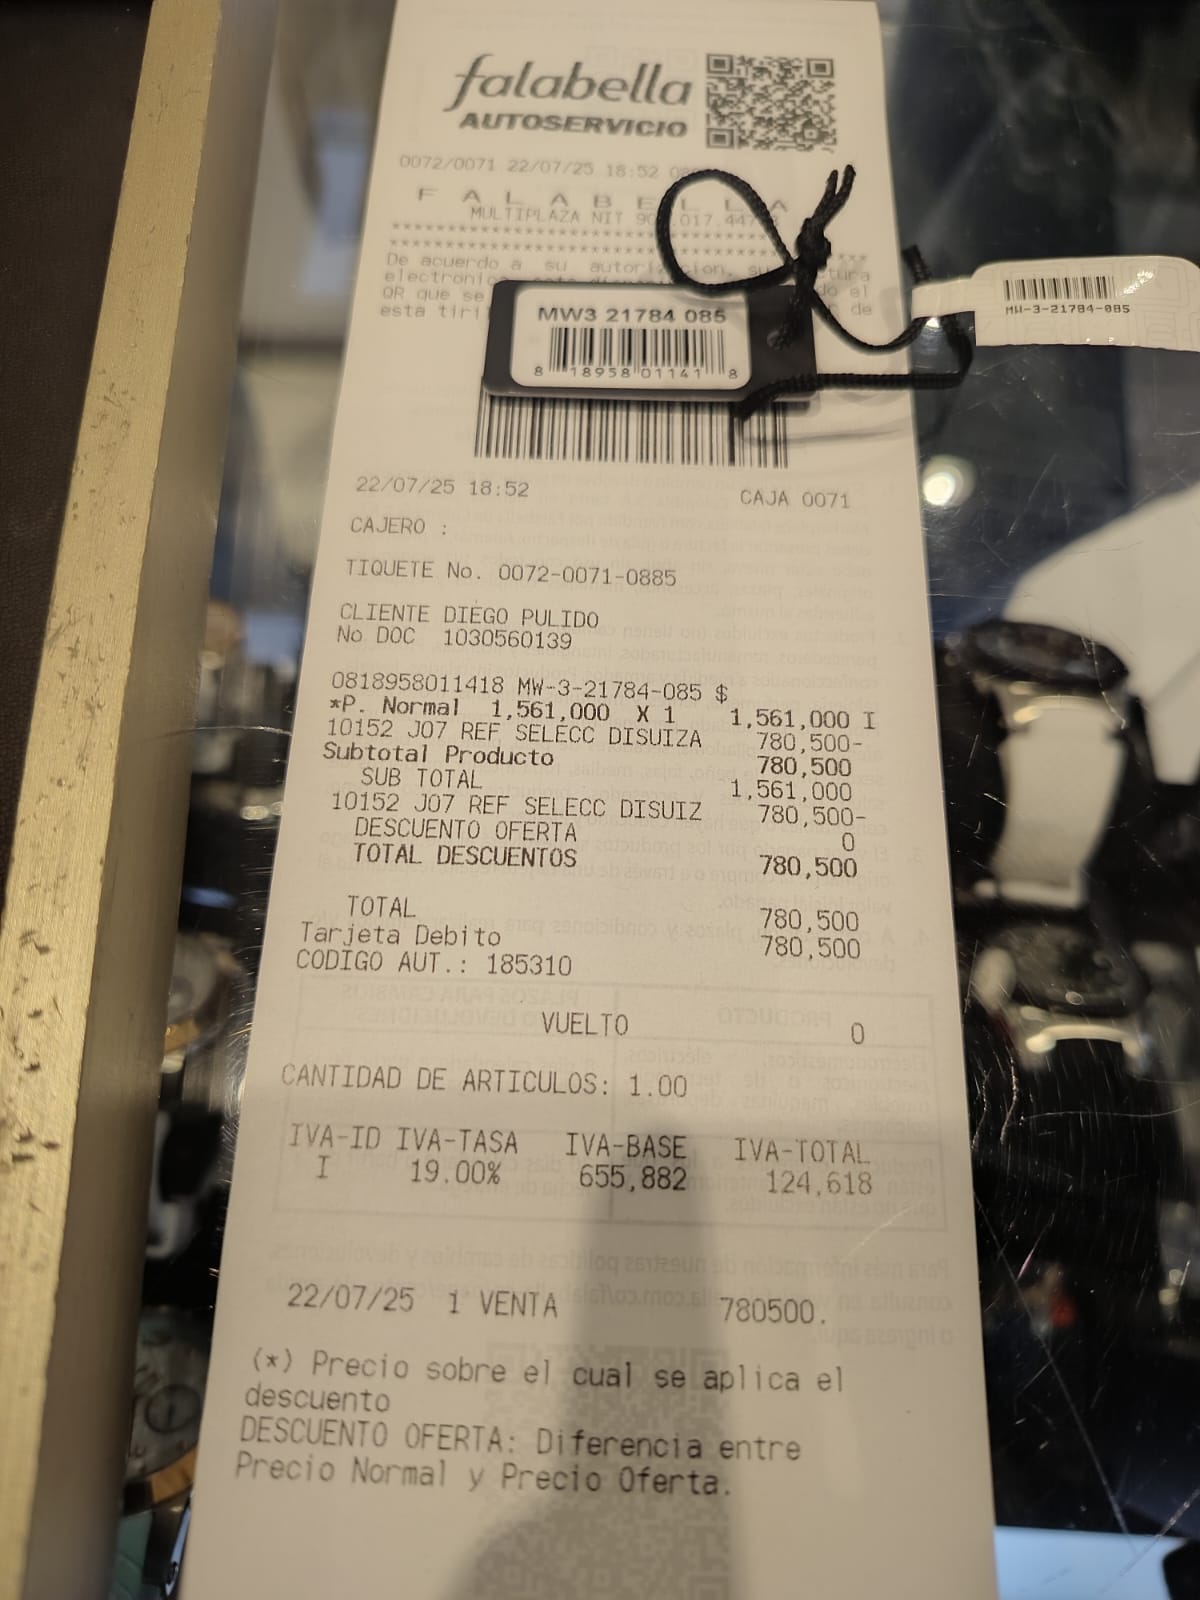 falabella
AUTOSERVICIO
0072/0071 22/07/25 18:52
F A L A B E L L A
MULTIPLAZA NIT
******************************
******************************
De acuerdo a su
QR que se
esta
MW3 21784 085
8 18958 01141 8
MW-3-21784-085
22/07/25 18:52 CAJA 0071
CAJERO :
TIQUETE No. 0072-0071-0885
CLIENTE DIEGO PULIDO
No DOC 1030560139
0818958011418 MW-3-21784-085 $
*P. Normal 1,561,000 X 1 1,561,000 I
10152 J07 REF SELECC DISUIZA 780,500-
Subtotal Producto 780,500
SUB TOTAL 1,561,000
10152 J07 REF SELECC DISUIZ 780,500-
DESCUENTO OFERTA 0
TOTAL DESCUENTOS 780,500
TOTAL 780,500
Tarjeta Debito 780,500
CODIGO AUT.: 185310
VUELTO 0
CANTIDAD DE ARTICULOS: 1.00
IVA-ID IVA-TASA IVA-BASE IVA-TOTAL
I 19.00% 655,882 124,618
22/07/25 1 VENTA 780500.
(*) Precio sobre el cual se aplica el
descuento
DESCUENTO OFERTA: Diferencia entre
Precio Normal y Precio Oferta.